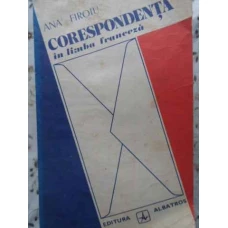 ANA FIROIU
CORESPONDENȚA
în limba franceză
EDITURA ALBATROS